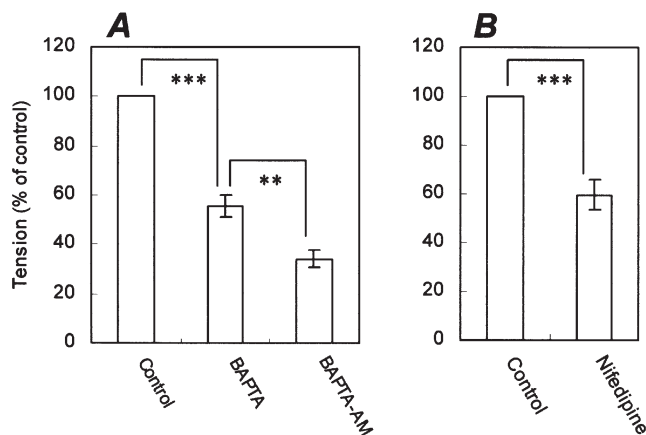 A
B
Tension (% of control)
120
100
80
60
40
20
0
***
**
Control
BAPTA
BAPTA-AM
120
100
80
60
40
20
0
***
Control
Nifedipine